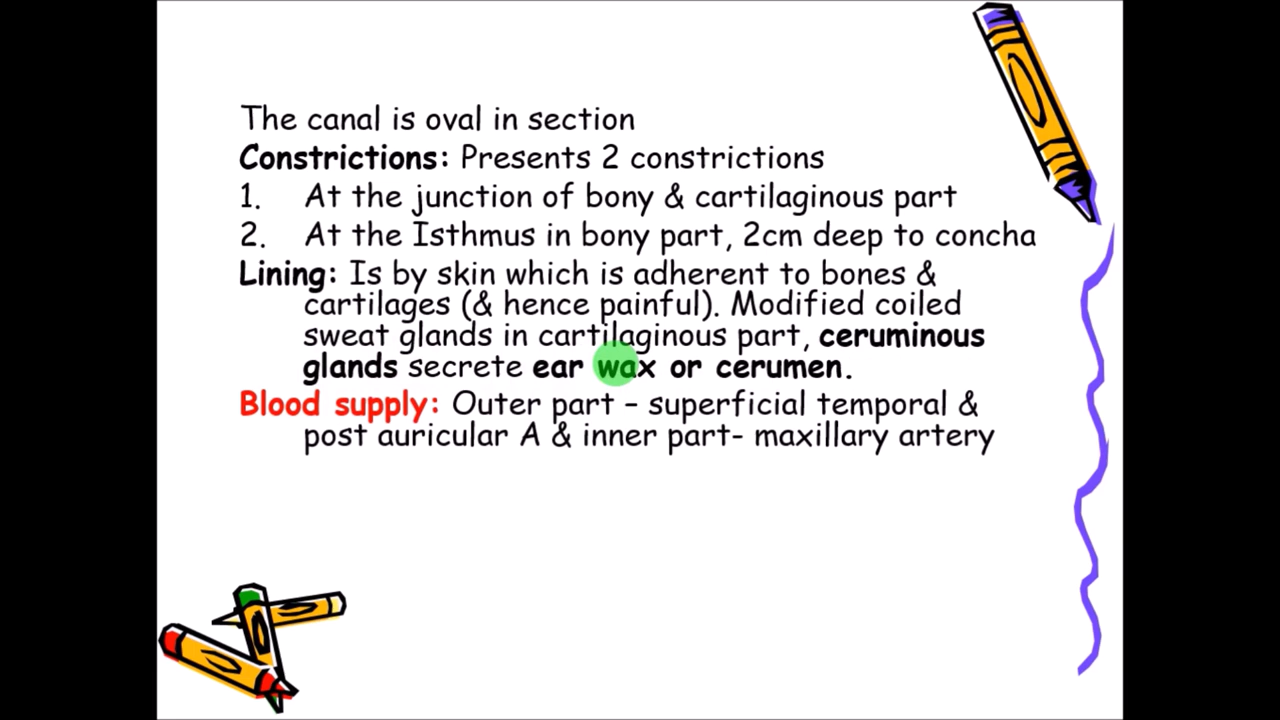 The canal is oval in section
Constrictions: Presents 2 constrictions
1. At the junction of bony & cartilaginous part
2. At the Isthmus in bony part, 2cm deep to concha
Lining: Is by skin which is adherent to bones &
cartilages (& hence painful). Modified coiled
sweat glands in cartilaginous part, ceruminous
glands secrete ear wax or cerumen.
Blood supply: Outer part – superficial temporal &
post auricular A & inner part- maxillary artery